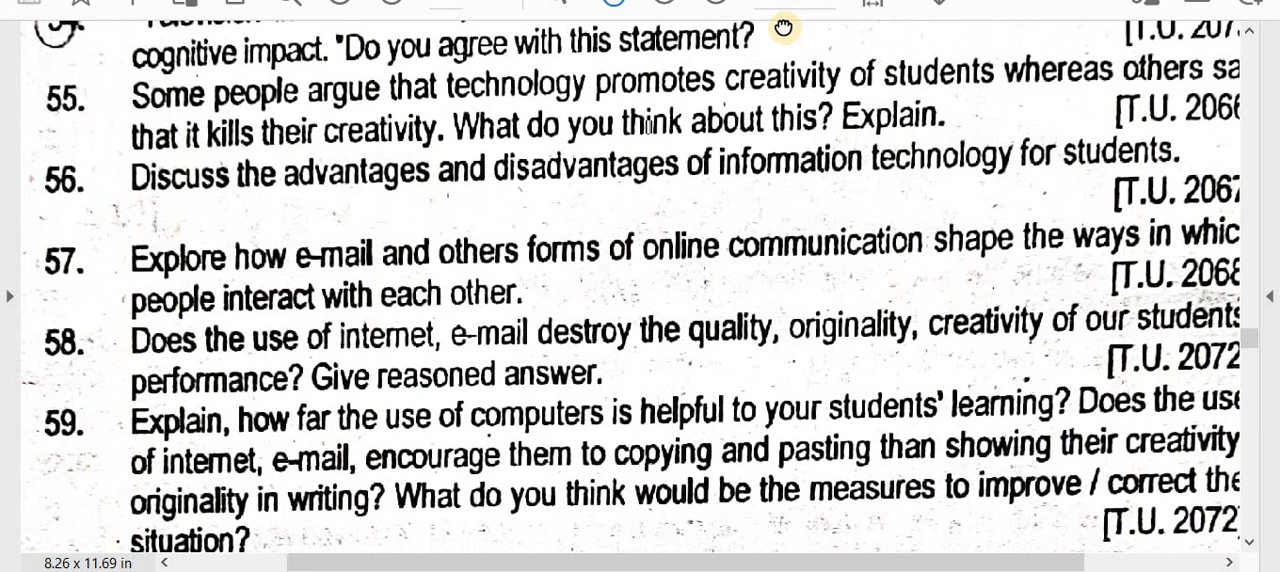 cognitive impact. "Do you agree with this statement?
55. Some people argue that technology promotes creativity of students whereas others sa
that it kills their creativity. What do you think about this? Explain. [T.U. 206
56. Discuss the advantages and disadvantages of information technology for students.
[T.U. 2067
57. Explore how e-mail and others forms of online communication shape the ways in whic
people interact with each other. [T.U. 2068
58. Does the use of internet, e-mail destroy the quality, originality, creativity of our students
performance? Give reasoned answer. [T.U. 2072
59. Explain, how far the use of computers is helpful to your students' learning? Does the use
of internet, e-mail, encourage them to copying and pasting than showing their creativity
originality in writing? What do you think would be the measures to improve / correct the
situation? [T.U. 2072
8.26 x 11.69 in